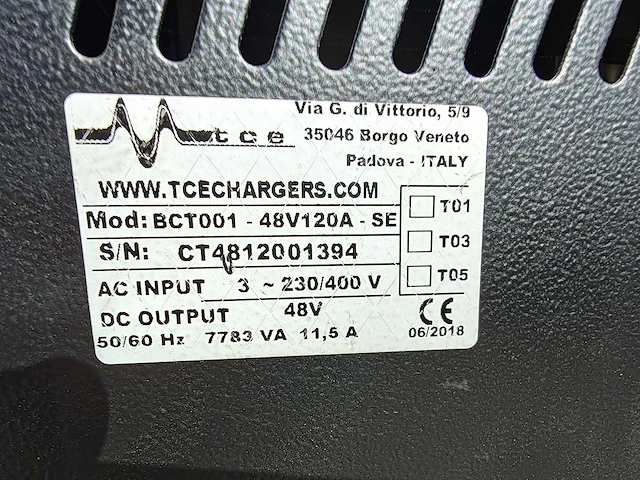 tce
Via G. di Vittorio, 5/9
35046 Borgo Veneto
Padova - ITALY
WWW.TCECHARGERS.COM
Mod: BCT001 - 48V120A - SE
S/N: CT4812001394
T01
T03
T05
AC INPUT 3 ~ 230/400 V
DC OUTPUT 48V
50/60 Hz 7783 VA 11,5 A
CE
06/2018